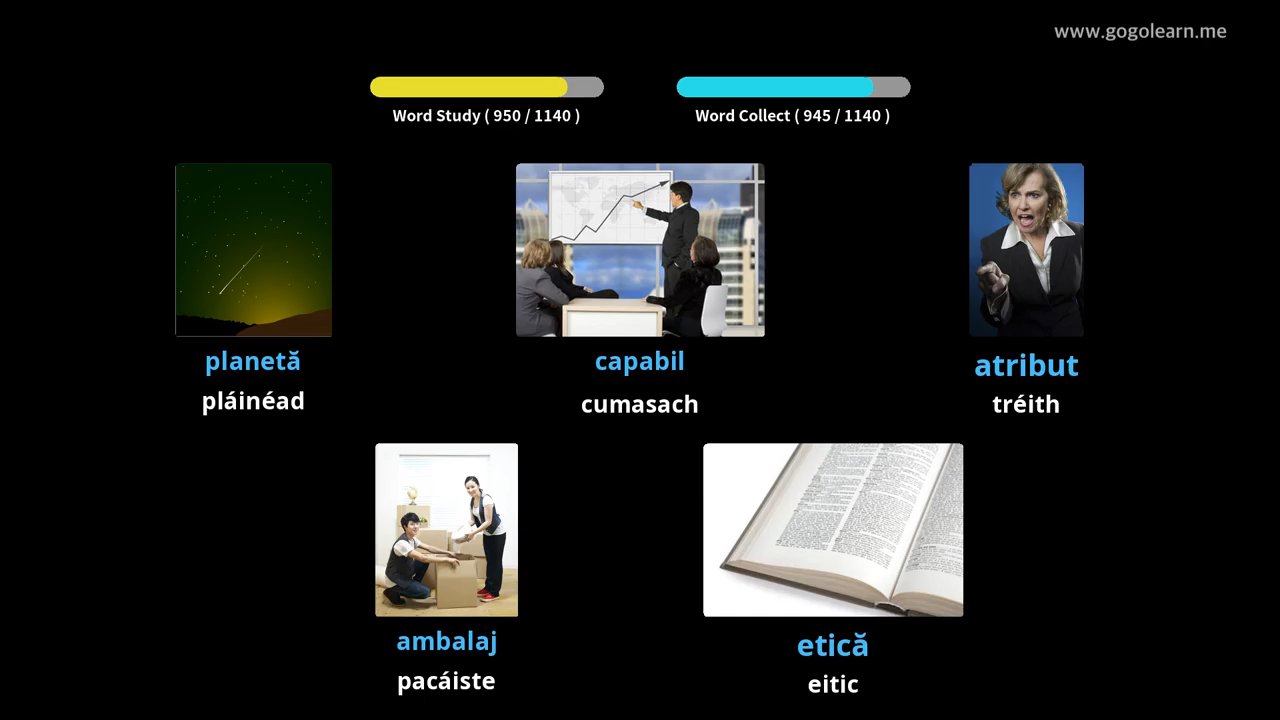 www.gogolearn.me
Word Study ( 950 / 1140 )
Word Collect ( 945 / 1140 )
planetă
pláinéad
capabil
cumasach
atribut
tréith
ambalaj
pacáiste
etică
eitic